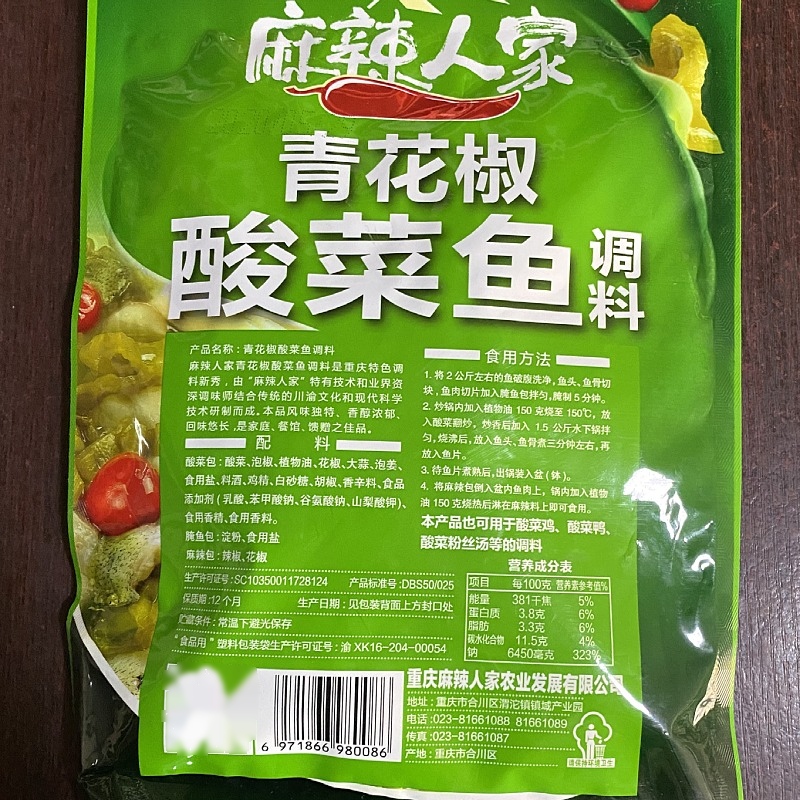 麻辣人家
青花椒
酸菜鱼
调料
产品名称：青花椒酸菜鱼调料
麻辣人家青花椒酸菜鱼调料是重庆特色调
料新秀，由“麻辣人家”特有技术和业界资
深调味师结合传统的川渝文化和现代科学
技术研制而成。本品风味独特、香醇浓郁、
回味悠长，是家庭、餐馆、馈赠之佳品。
配 料
酸菜包：酸菜、泡椒、植物油、花椒、大蒜、泡姜、
食用盐、料酒、鸡精、白砂糖、胡椒、香辛料、食品
添加剂（乳酸、苯甲酸钠、谷氨酸钠、山梨酸钾)、
食用香精、食用香料。
腌鱼包：淀粉、食用盐
麻辣包：辣椒、花椒
生产许可证号：SC10350011728124 产品标准号：DBS50/025
保质期：12个月 生产日期：见包装背面上方封口处
贮藏条件：常温下避光保存
“食品用”塑料包装袋生产许可证号：渝XK16-204-00054
食用方法
1. 将2公斤左右的鱼破腹洗净，鱼头、鱼骨切
块，鱼肉切片加入腌鱼包拌匀，腌制5分钟。
2. 炒锅内加入植物油150克烧至150℃，放
入酸菜翻炒，炒香后加入1.5公斤水下锅拌
匀，烧沸后，放入鱼头、鱼骨煮三分钟左右，再
放入鱼片。
3. 待鱼片煮熟后，出锅装入盆（钵）。
4. 将麻辣包倒入盆内鱼肉上，锅内加入植物
油150克烧热后淋在麻辣料上即可食用。
本产品也可用于酸菜鸡、酸菜鸭、
酸菜粉丝汤等的调料
营养成分表
项目 每100克 营养素参考值%
能量 381千焦 5%
蛋白质 3.8克 6%
脂肪 3.3克 6%
碳水化合物 11.5克 4%
钠 6450毫克 323%
6 971866 980086
重庆麻辣人家农业发展有限公司
地址：重庆市合川区渭沱镇镇域产业园
电话：023-81661088 81661089
传真：023-81661087
产地：重庆市合川区
请保持环境卫生